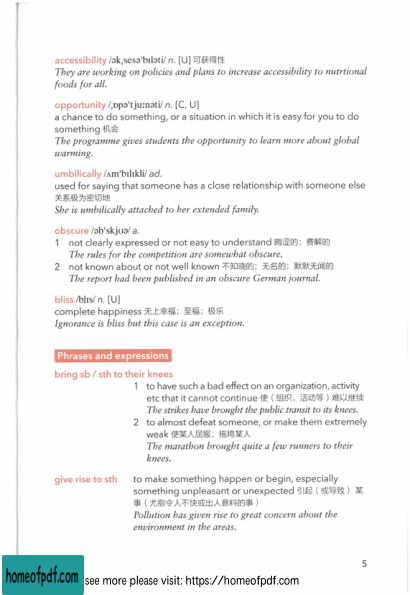 accessibility /əkˌsesə'bɪləti/ n. [U] 可获得性
They are working on policies and plans to increase accessibility to nutrtional
foods for all.
opportunity /ˌɒpə'tjuːnəti/ n. [C, U]
a chance to do something, or a situation in which it is easy for you to do
something 机会
The programme gives students the opportunity to learn more about global
warming.
umbilically /ʌm'bɪlɪkli/ ad.
used for saying that someone has a close relationship with someone else
关系极为密切地
She is umbilically attached to her extended family.
obscure /əb'skjʊə/ a.
1 not clearly expressed or not easy to understand 晦涩的；费解的
The rules for the competition are somewhat obscure.
2 not known about or not well known 不知晓的；无名的；默默无闻的
The report had been published in an obscure German journal.
bliss /blɪs/ n. [U]
complete happiness 无上幸福；至福；极乐
Ignorance is bliss but this case is an exception.
Phrases and expressions
bring sb / sth to their knees
1 to have such a bad effect on an organization, activity
etc that it cannot continue 使（组织、活动等）难以继续
The strikes have brought the public transit to its knees.
2 to almost defeat someone, or make them extremely
weak 使某人屈服；拖垮某人
The marathon brought quite a few runners to their
knees.
give rise to sth to make something happen or begin, especially
something unpleasant or unexpected 引起（或导致）某
事（尤指令人不快或出人意料的事）
Pollution has given rise to great concern about the
environment in the areas.
5
homeofpdf.com see more please visit: https://homeofpdf.com